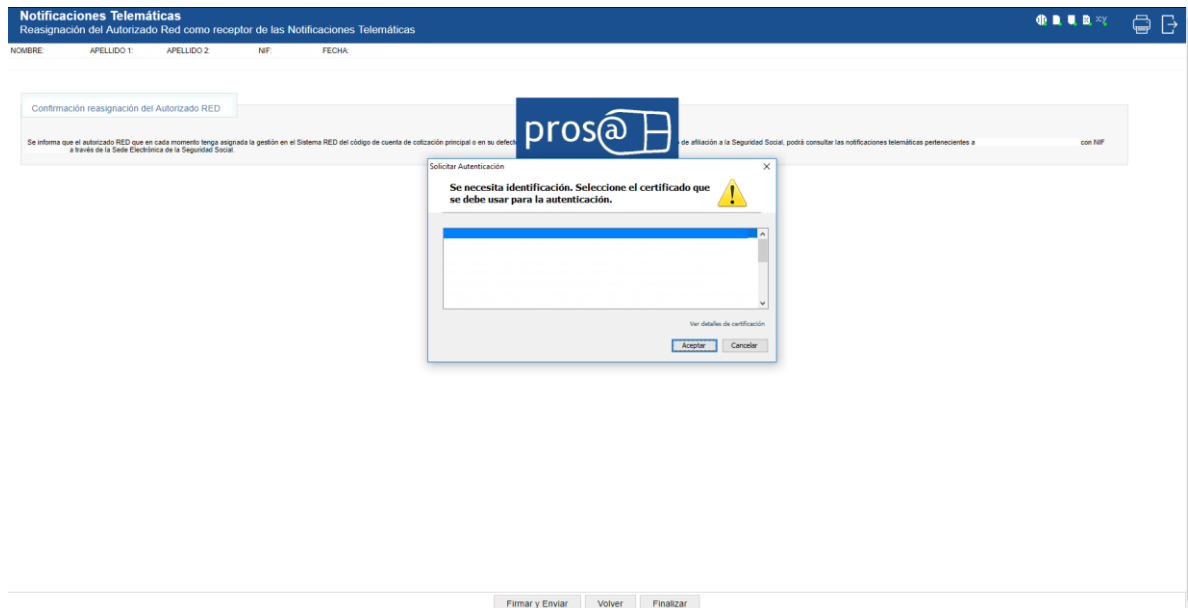 Notificaciones Telemáticas
Reasignación del Autorizado Red como receptor de las Notificaciones Telemáticas
NOMBRE: APELLIDO 1: APELLIDO 2: NIF: FECHA:
Confirmación reasignación del Autorizado RED
pros@
Se informa que el autorizado RED que en cada momento tenga asignada la gestión en el Sistema RED del código de cuenta de cotización principal o en su defecto de afiliación a la Seguridad Social, podrá consultar las notificaciones telemáticas pertenecientes a con NIF
a través de la Sede Electrónica de la Seguridad Social.
Solicitar Autenticación
Se necesita identificación. Seleccione el certificado que
se debe usar para la autenticación.
Ver detalles de certificación
Aceptar Cancelar
Firmar y Enviar Volver Finalizar